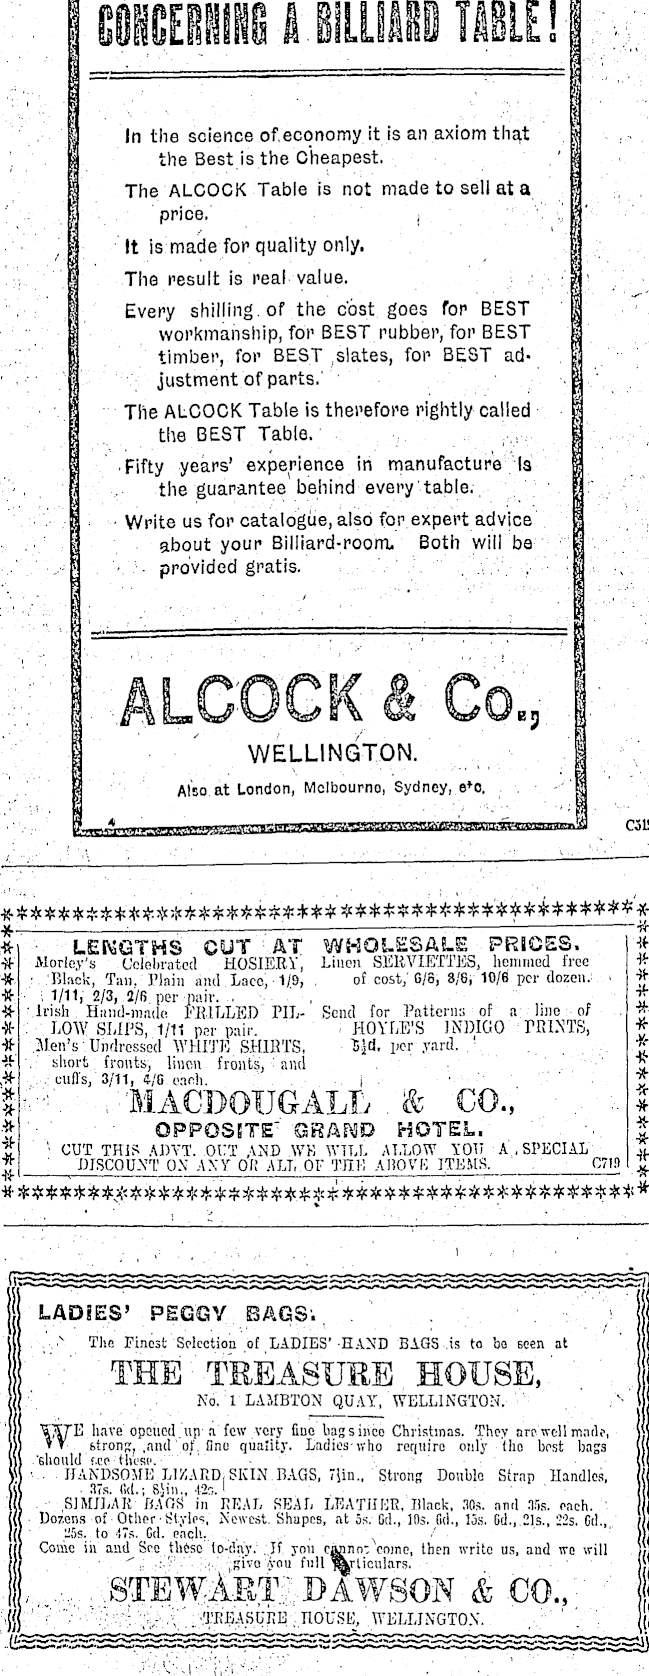 CONCERNING A BILLIARD TABLE!
In the science of economy it is an axiom that
the Best is the Cheapest.
The ALCOCK Table is not made to sell at a
price.
It is made for quality only.
The result is real value.
Every shilling of the cost goes for BEST
workmanship, for BEST rubber, for BEST
timber, for BEST slates, for BEST ad-
justment of parts.
The ALCOCK Table is therefore rightly called
the BEST Table.
Fifty years' experience in manufacture is
the guarantee behind every table.
Write us for catalogue, also for expert advice
about your Billiard-room. Both will be
provided gratis.
ALCOCK & Co.,
WELLINGTON.
Also at London, Melbourne, Sydney, etc.
4
C519
LENGTHS CUT AT WHOLESALE PRICES.
Morley's Celebrated HOSIERY,
Black, Tan, Plain and Lace, 1/9,
1/11, 2/3, 2/6 per pair.
Irish Hand-made FRILLED PIL-
LOW SLIPS, 1/11 per pair.
Men's Undressed WHITE SHIRTS,
short fronts, linen fronts, and
cuffs, 3/11, 4/6 each.
Linen SERVIETTES, hemmed free
of cost, 6/6, 8/6, 10/6 per dozen.
Send for Patterns of a line of
HOYLE'S INDIGO PRINTS,
5½d. per yard.
MACDOUGALL & CO.,
OPPOSITE GRAND HOTEL.
CUT THIS ADVT. OUT AND WE WILL ALLOW YOU A SPECIAL
DISCOUNT ON ANY OR ALL OF THE ABOVE ITEMS.
C719
LADIES' PEGGY BAGS.
The Finest Selection of LADIES' HAND BAGS is to be seen at
THE TREASURE HOUSE,
No. 1 LAMBTON QUAY, WELLINGTON.
WE have opened up a few very fine bags since Christmas. They are well made,
strong, and of fine quality. Ladies who require only the best bags
should see these.
HANDSOME LIZARD SKIN BAGS, 7½in., Strong Double Strap Handles,
37s. 6d.; 8½in., 42s.
SIMILAR BAGS in REAL SEAL LEATHER, Black, 30s. and 35s. each.
Dozens of Other Styles, Newest Shapes, at 5s. 6d., 10s. 6d., 15s. 6d., 21s., 22s. 6d.,
25s. to 47s. 6d. each.
Come in and See these to-day. If you cannot come, then write us, and we will
give you full particulars.
STEWART DAWSON & CO.,
TREASURE HOUSE, WELLINGTON.